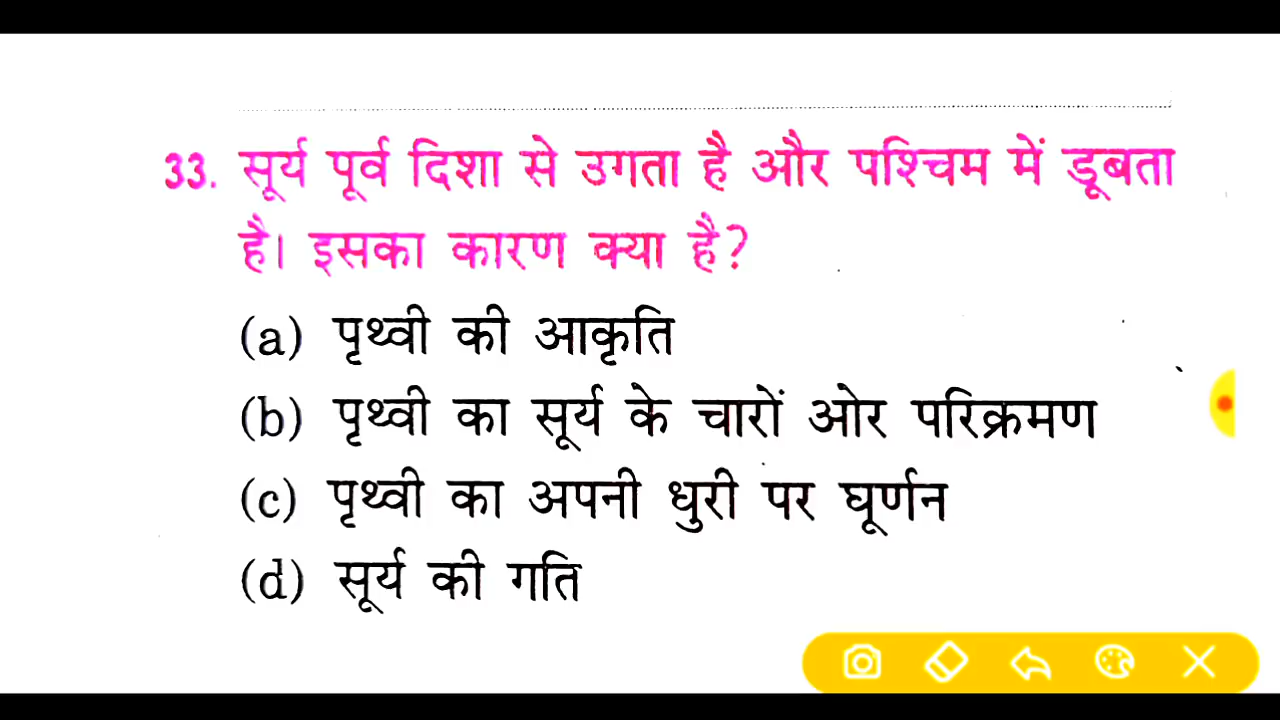 33. सूर्य पूर्व दिशा से उगता है और पश्चिम में डूबता
है। इसका कारण क्या है?
(a) पृथ्वी की आकृति
(b) पृथ्वी का सूर्य के चारों ओर परिक्रमण
(c) पृथ्वी का अपनी धुरी पर घूर्णन
(d) सूर्य की गति